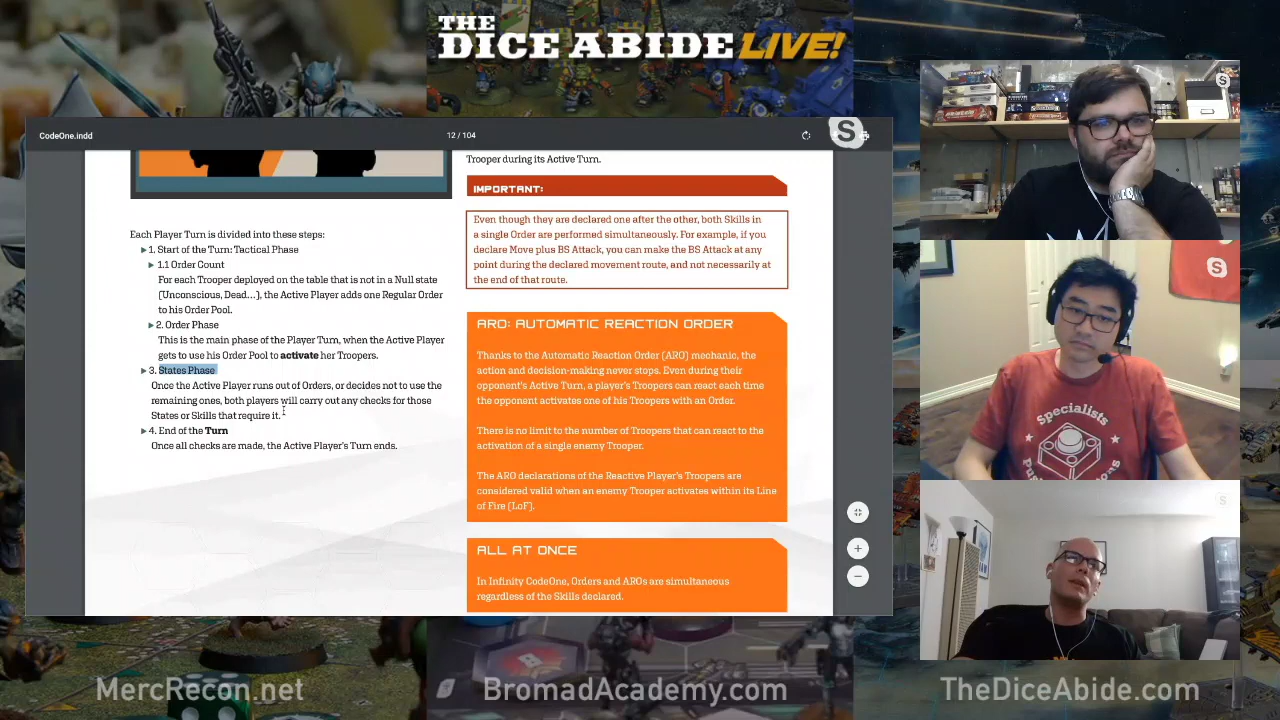 THE
DICE ABIDE LIVE!
CodeOne.indd
12 / 104
S
Each Player Turn is divided into these steps:
1. Start of the Turn: Tactical Phase
1.1 Order Count
For each Trooper deployed on the table that is not in a Null state
(Unconscious, Dead...), the Active Player adds one Regular Order
to his Order Pool.
2. Order Phase
This is the main phase of the Player Turn, when the Active Player
gets to use his Order Pool to activate her Troopers.
3. States Phase
Once the Active Player runs out of Orders, or decides not to use the
remaining ones, both players will carry out any checks for those
States or Skills that require it.
4. End of the Turn
Once all checks are made, the Active Player's Turn ends.
Trooper during its Active Turn.
IMPORTANT:
Even though they are declared one after the other, both Skills in
a single Order are performed simultaneously. For example, if you
declare Move plus BS Attack, you can make the BS Attack at any
point during the declared movement route, and not necessarily at
the end of that route.
ARO: AUTOMATIC REACTION ORDER
Thanks to the Automatic Reaction Order (ARO) mechanic, the
action and decision-making never stops. Even during their
opponent's Active Turn, a player's Troopers can react each time
the opponent activates one of his Troopers with an Order.
There is no limit to the number of Troopers that can react to the
activation of a single enemy Trooper.
The ARO declarations of the Reactive Player's Troopers are
considered valid when an enemy Trooper activates within its Line
of Fire (LoF).
ALL AT ONCE
In Infinity CodeOne, Orders and AROs are simultaneous
regardless of the Skills declared.
S
S
Specialists
S
MercRecon.net
BromadAcademy.com
TheDiceAbide.com